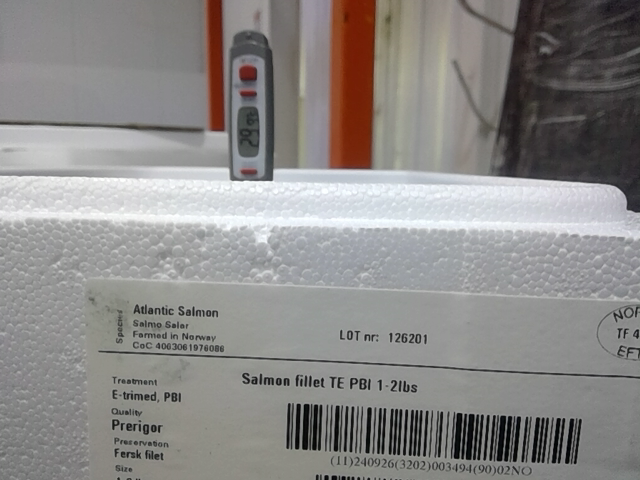 Species
Atlantic Salmon
Salmo Salar
Farmed in Norway
CoC 4063061976086
LOT nr: 126201
NOR
TF 4
EFT
Salmon fillet TE PBI 1-2lbs
Treatment
E-trimed, PBI
Quality
Prerigor
Preservation
Fersk filet
Size
(11)240926(3202)003494(90)02NO